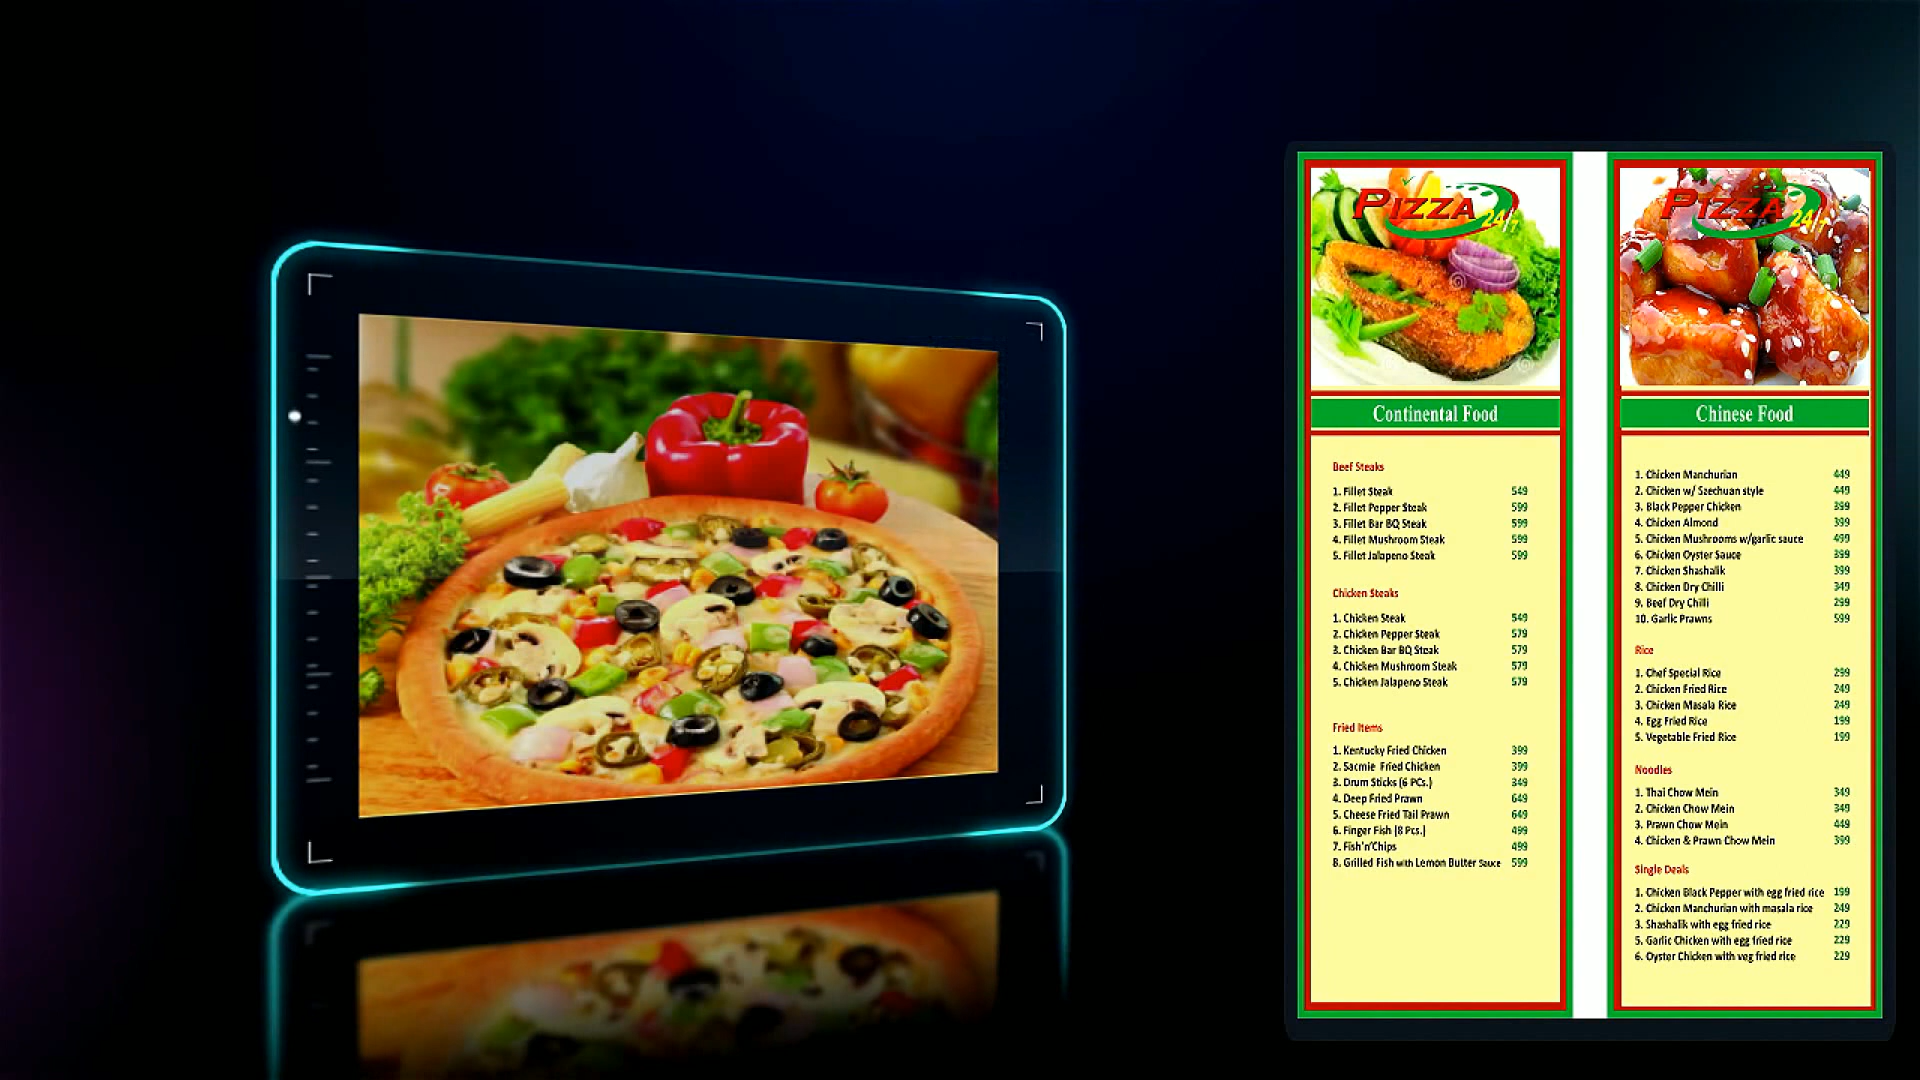 PIZZA 24/7
Continental Food
Beef Steaks
1. Fillet Steak 549
2. Fillet Pepper Steak 599
3. Fillet Bar BQ Steak 599
4. Fillet Mushroom Steak 599
5. Fillet Jalapeno Steak 599
Chicken Steaks
1. Chicken Steak 549
2. Chicken Pepper Steak 579
3. Chicken Bar BQ Steak 579
4. Chicken Mushroom Steak 579
5. Chicken Jalapeno Steak 579
Fried Items
1. Kentucky Fried Chicken 399
2. Sacmie Fried Chicken 399
3. Drum Sticks (6 PCs.) 349
4. Deep Fried Prawn 649
5. Cheese Fried Tail Prawn 649
6. Finger Fish (8 Pcs.) 499
7. Fish'n'Chips 499
8. Grilled Fish with Lemon Butter Sauce 599
PIZZA 24/7
Chinese Food
1. Chicken Manchurian 449
2. Chicken w/ Szechuan style 449
3. Black Pepper Chicken 399
4. Chicken Almond 399
5. Chicken Mushrooms w/garlic sauce 499
6. Chicken Oyster Sauce 399
7. Chicken Shashalik 399
8. Chicken Dry Chilli 349
9. Beef Dry Chilli 299
10. Garlic Prawns 599
Rice
1. Chef Special Rice 299
2. Chicken Fried Rice 249
3. Chicken Masala Rice 249
4. Egg Fried Rice 199
5. Vegetable Fried Rice 199
Noodles
1. Thai Chow Mein 349
2. Chicken Chow Mein 349
3. Prawn Chow Mein 449
4. Chicken & Prawn Chow Mein 399
Single Deals
1. Chicken Black Pepper with egg fried rice 199
2. Chicken Manchurian with masala rice 249
3. Shashalik with egg fried rice 229
5. Garlic Chicken with egg fried rice 229
6. Oyster Chicken with veg fried rice 229